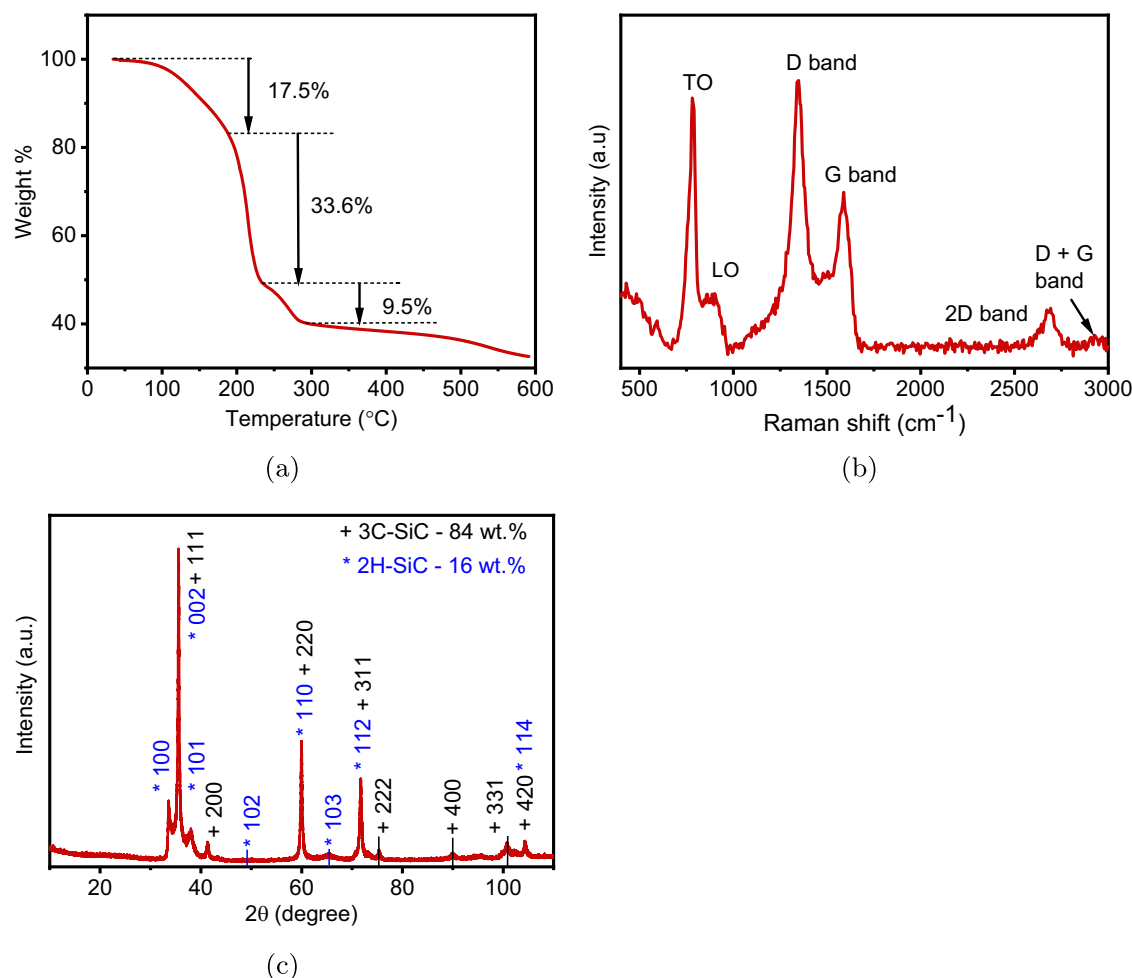 100
80
60
40
Weight %
17.5%
33.6%
9.5%
0 100 200 300 400 500 600
Temperature (°C)
(a)
Intensity (a.u)
TO
LO
D band
G band
2D band
D + G
band
500 1000 1500 2000 2500 3000
Raman shift (cm-1)
(b)
Intensity (a.u.)
+ 3C-SiC - 84 wt.%
* 2H-SiC - 16 wt.%
* 100
* 002 + 111
* 101
+ 200
* 102
* 110 + 220
* 103
* 112 + 311
+ 222
+ 400
+ 331
+ 420 * 114
20 40 60 80 100
2θ (degree)
(c)